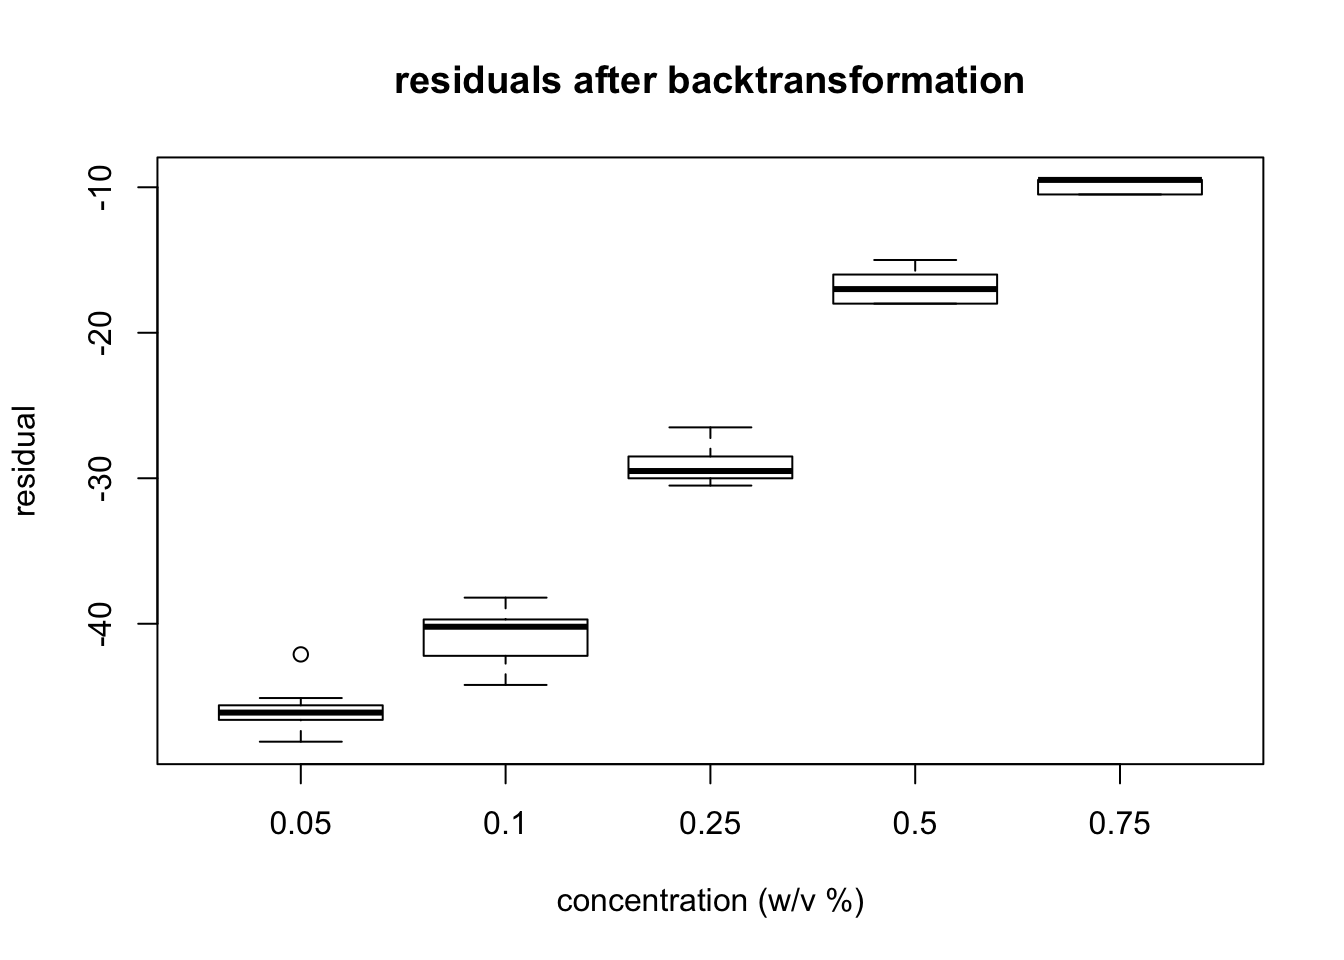 residuals after backtransformation
residual
-10
-20
-30
-40
0.05 0.1 0.25 0.5 0.75
concentration (w/v %)